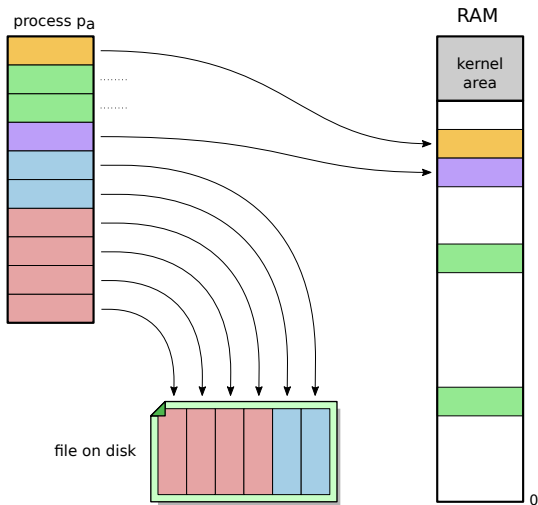 process pa
RAM
kernel
area
file on disk
0